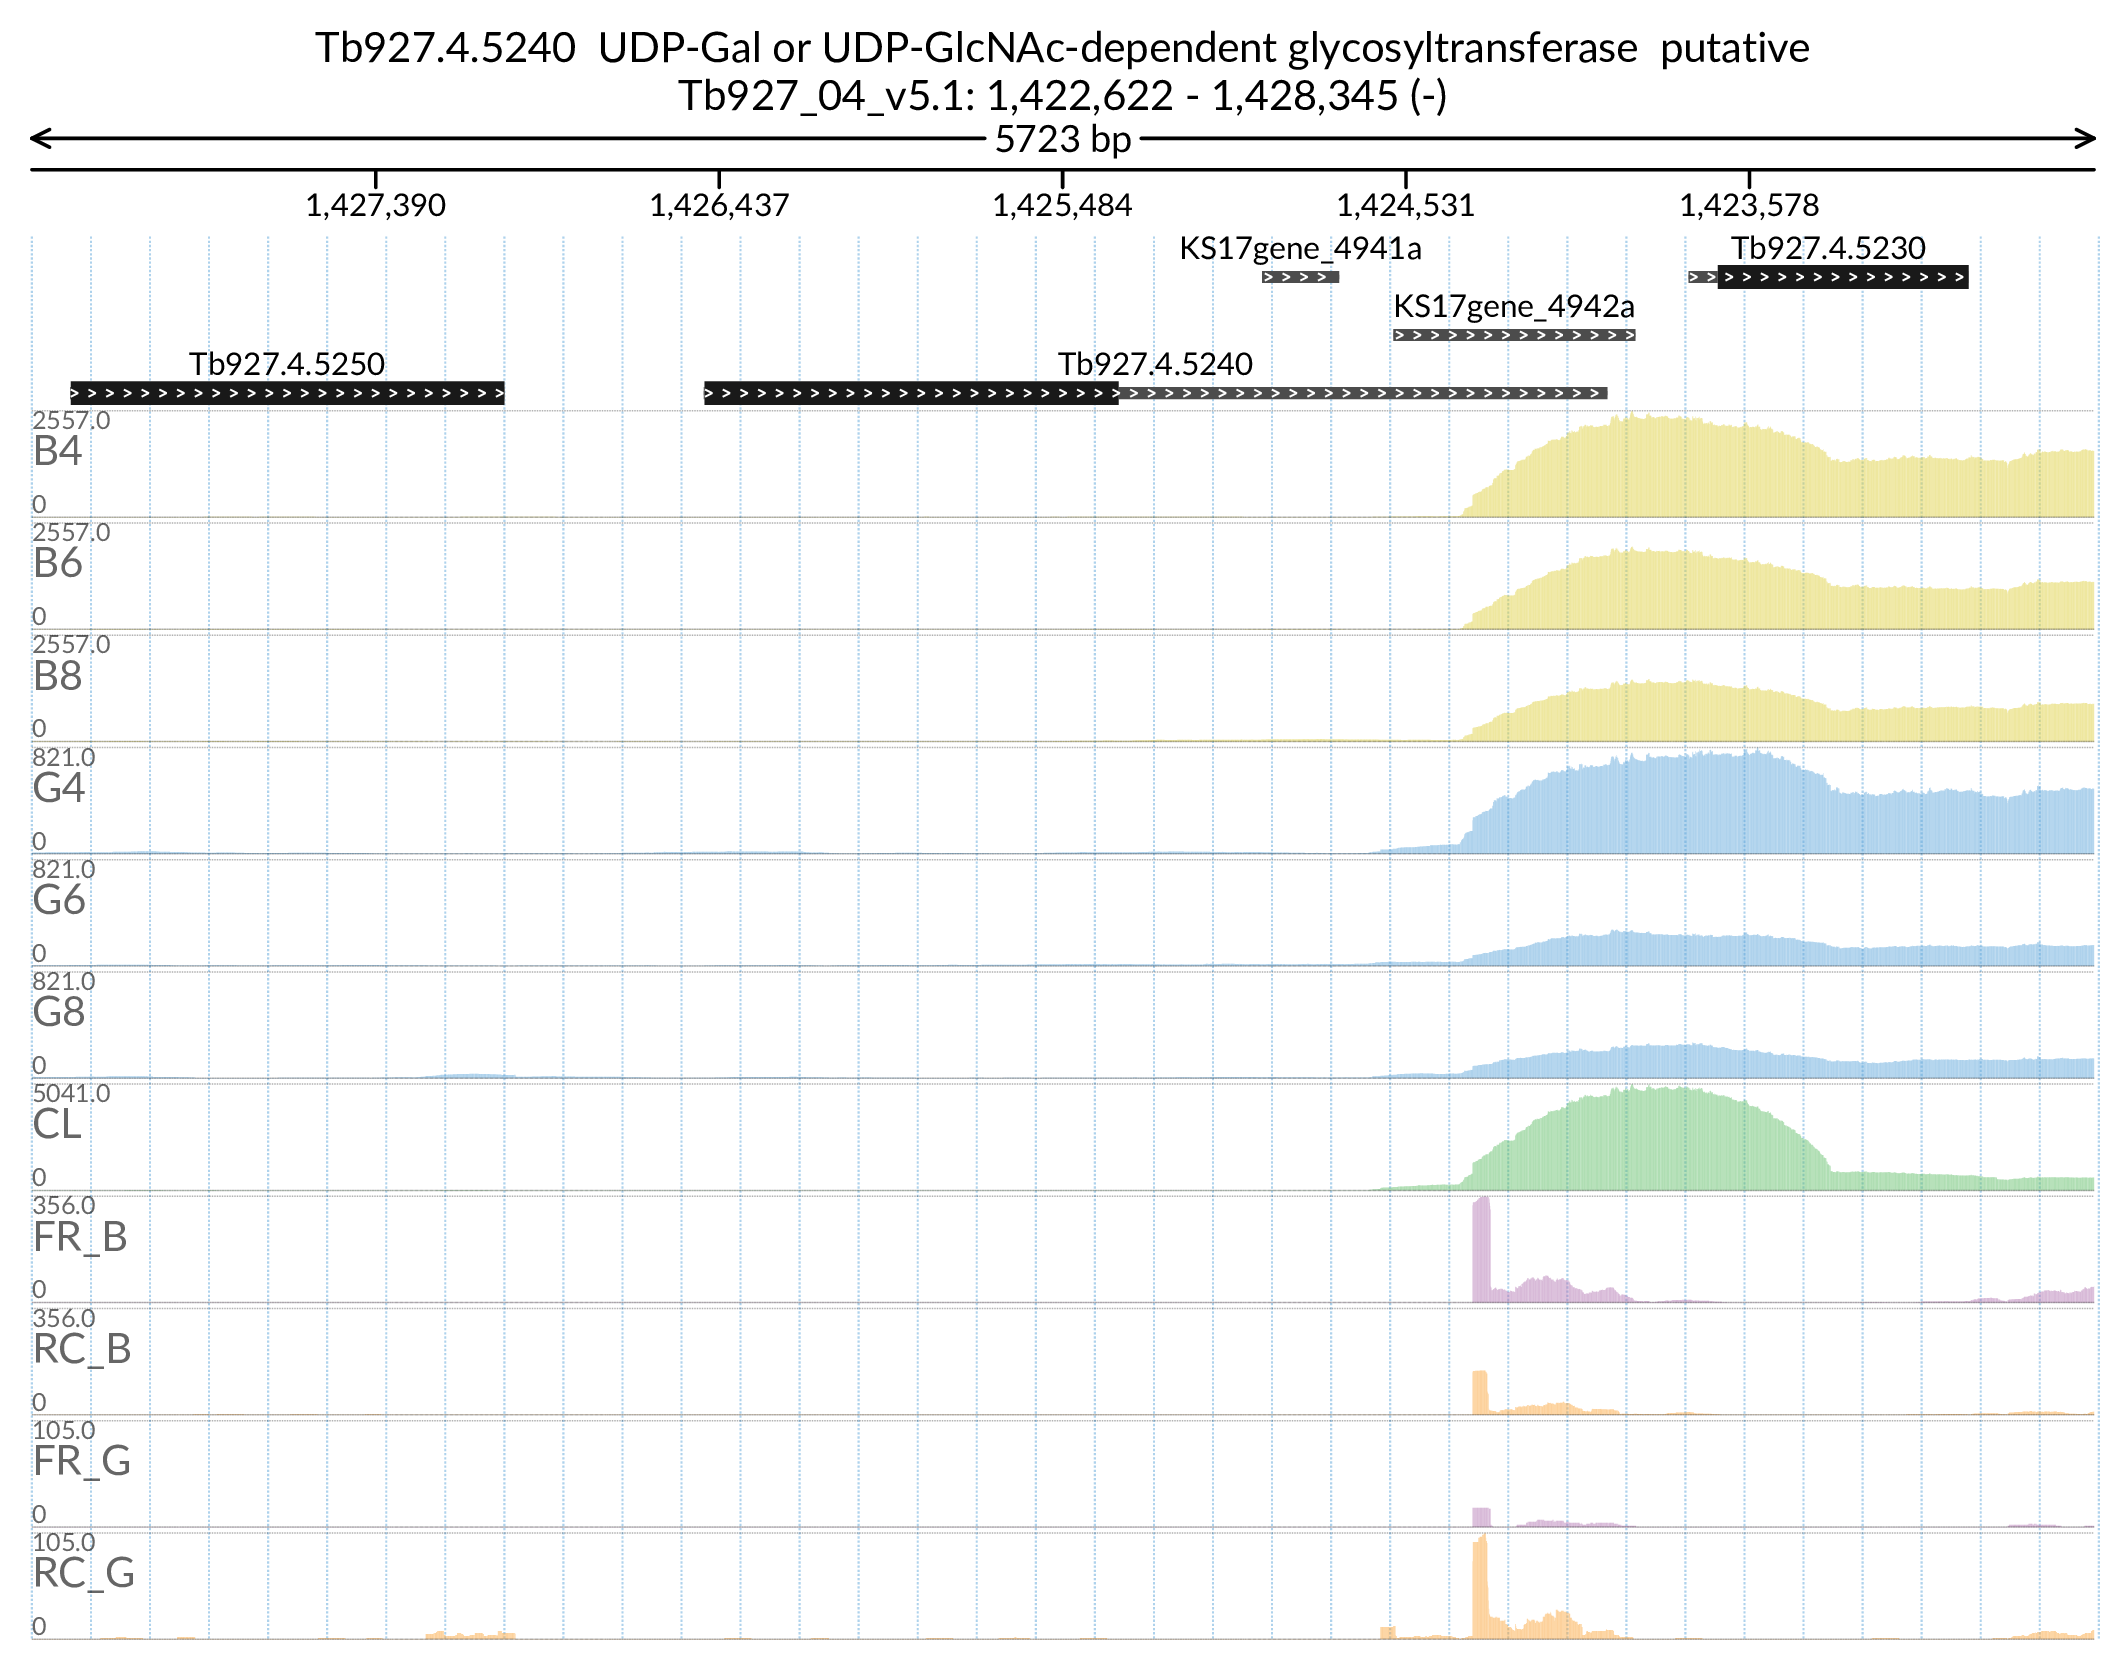 Tb927.4.5240  UDP-Gal or UDP-GlcNAc-dependent glycosyltransferase  putative
Tb927_04_v5.1: 1,422,622 - 1,428,345 (-)
5723 bp
1,427,390 1,426,437 1,425,484 1,424,531 1,423,578
KS17gene_4941a Tb927.4.5230
KS17gene_4942a
Tb927.4.5250 Tb927.4.5240
2557.0
B4
0
2557.0
B6
0
2557.0
B8
0
821.0
G4
0
821.0
G6
0
821.0
G8
0
5041.0
CL
0
356.0
FR_B
0
356.0
RC_B
0
105.0
FR_G
0
105.0
RC_G
0